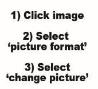 1) Click image
2) Select
‘picture format’
3) Select
‘change picture’